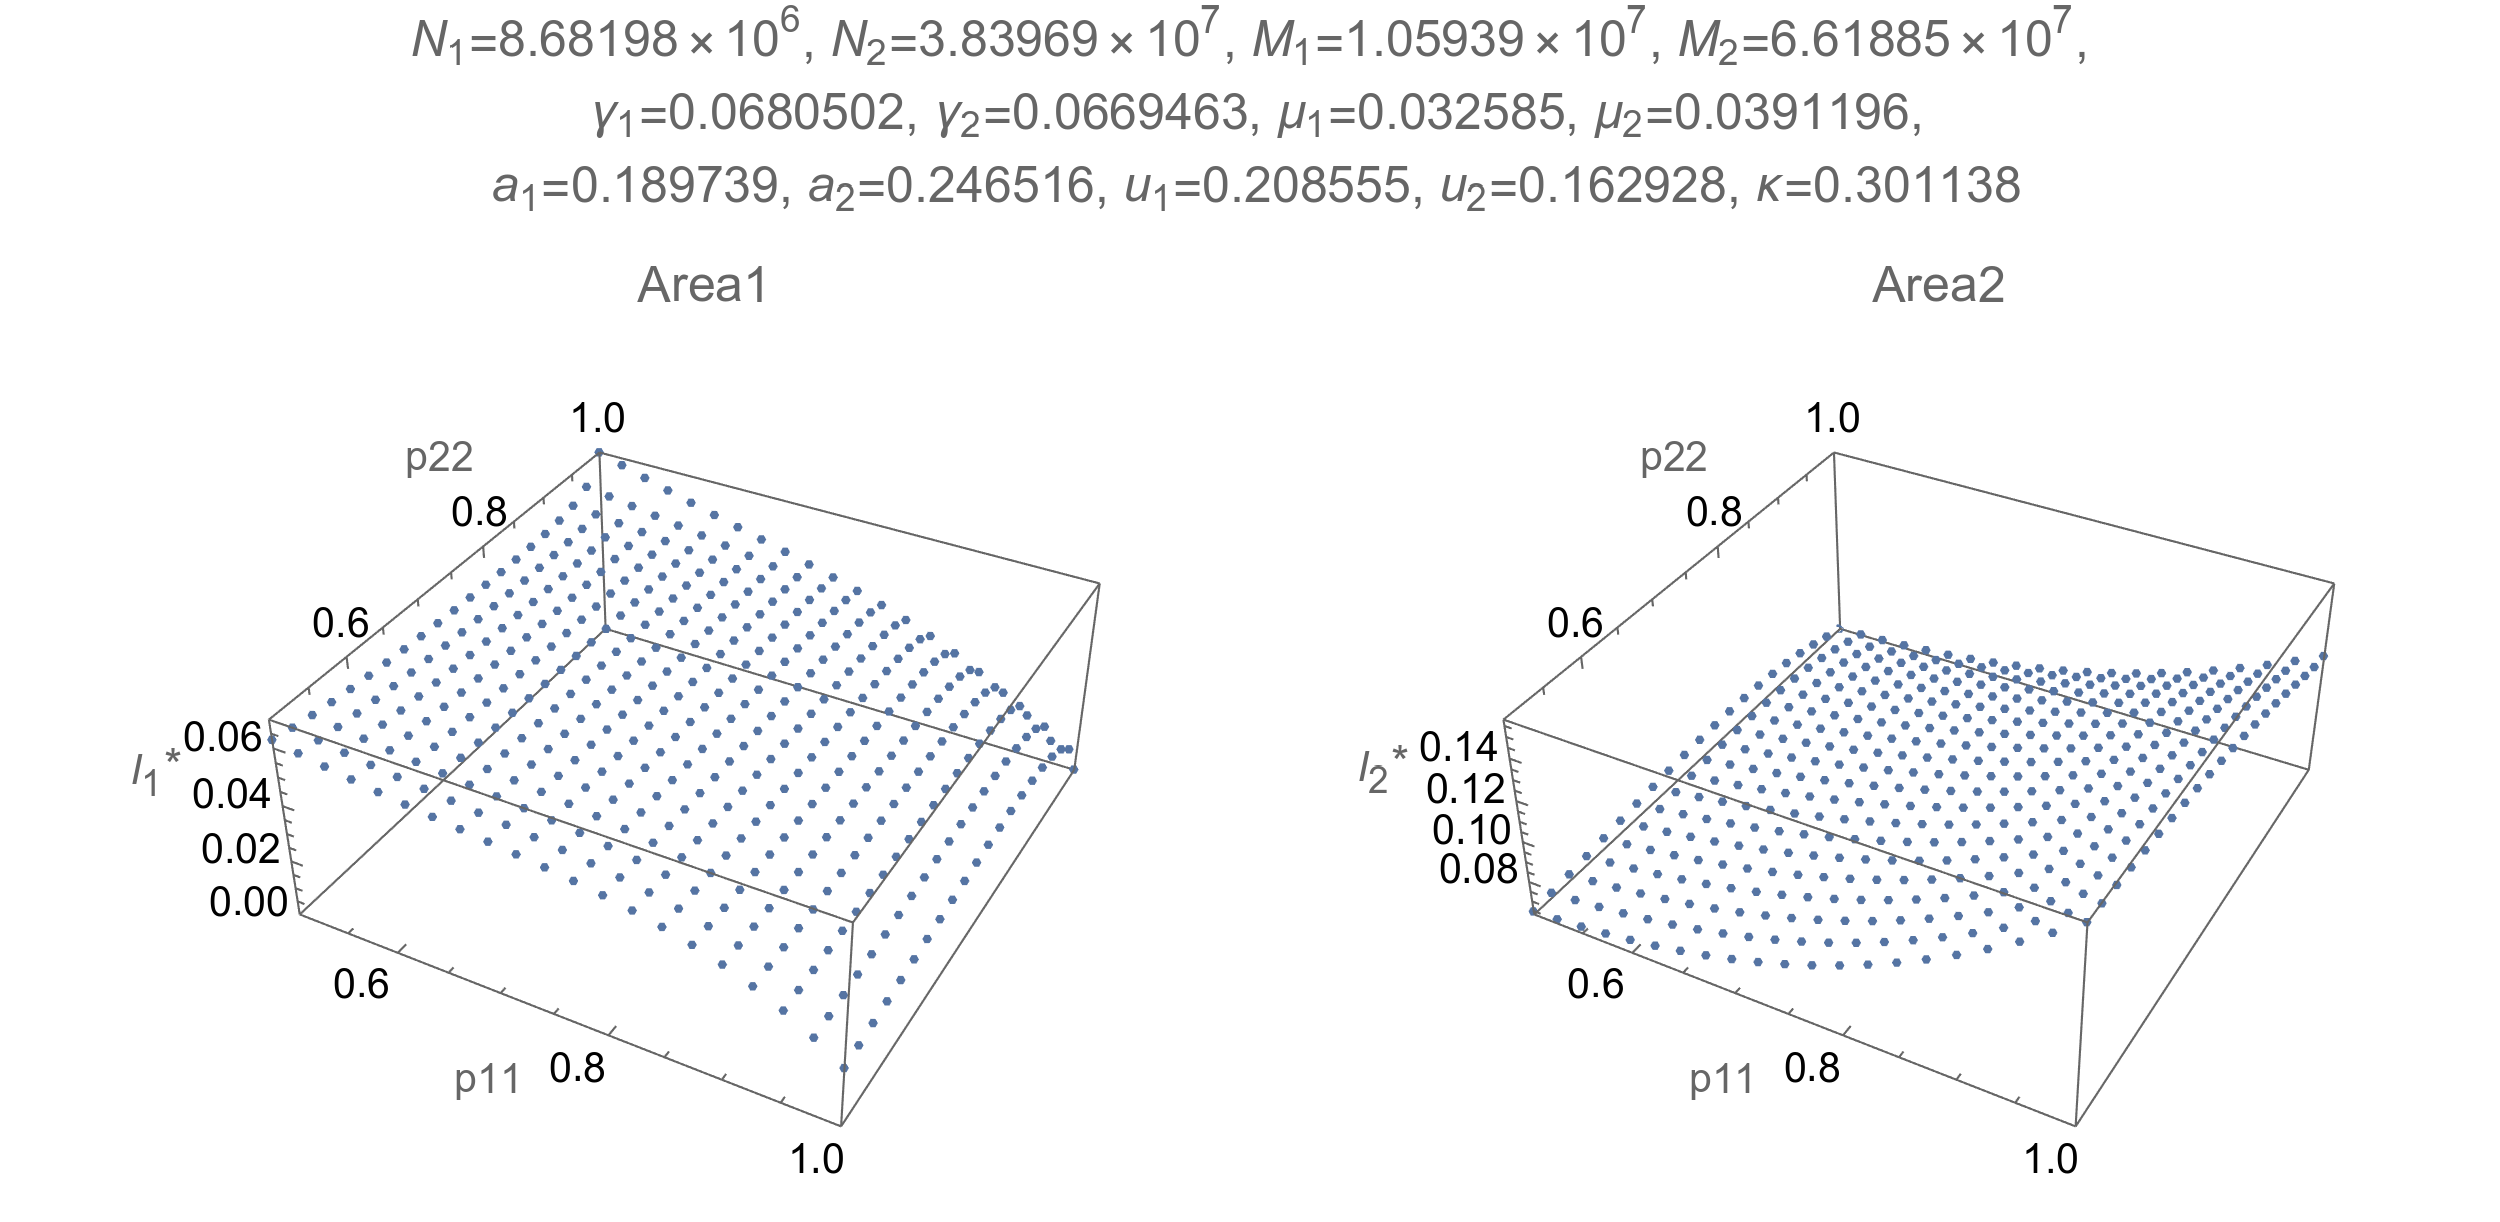 N₁=8.68198 × 10⁶, N₂=3.83969 × 10⁷, M₁=1.05939 × 10⁷, M₂=6.61885 × 10⁷,
γ₁=0.0680502, γ₂=0.0669463, μ₁=0.032585, μ₂=0.0391196,
a₁=0.189739, a₂=0.246516, u₁=0.208555, u₂=0.162928, κ=0.301138
Area1
1.0
p22
0.8
0.6
0.06
I₁*
0.04
0.02
0.00
0.6
p11
0.8
1.0
Area2
1.0
p22
0.8
0.6
0.14
I₂*
0.12
0.10
0.08
0.6
p11
0.8
1.0